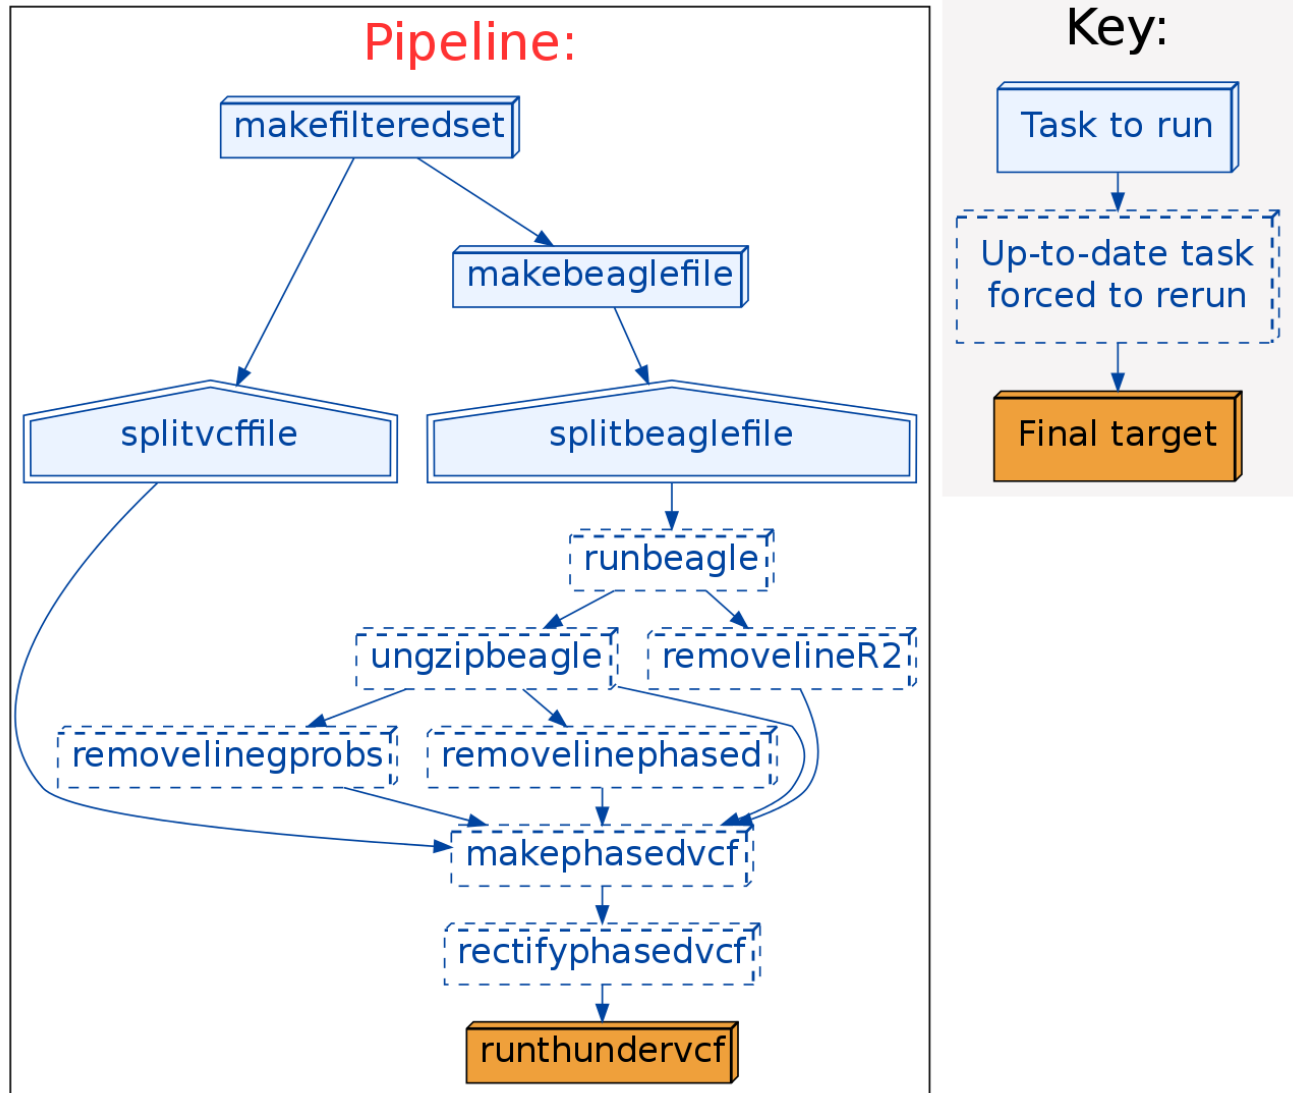 Pipeline:
makefilteredset
makebeaglefile
splitvcffile
splitbeaglefile
runbeagle
ungzipbeagle
removelineR2
removelinegprobs
removelinephased
makephasedvcf
rectifyphasedvcf
runthundervcf
Key:
Task to run
Up-to-date task
forced to rerun
Final target